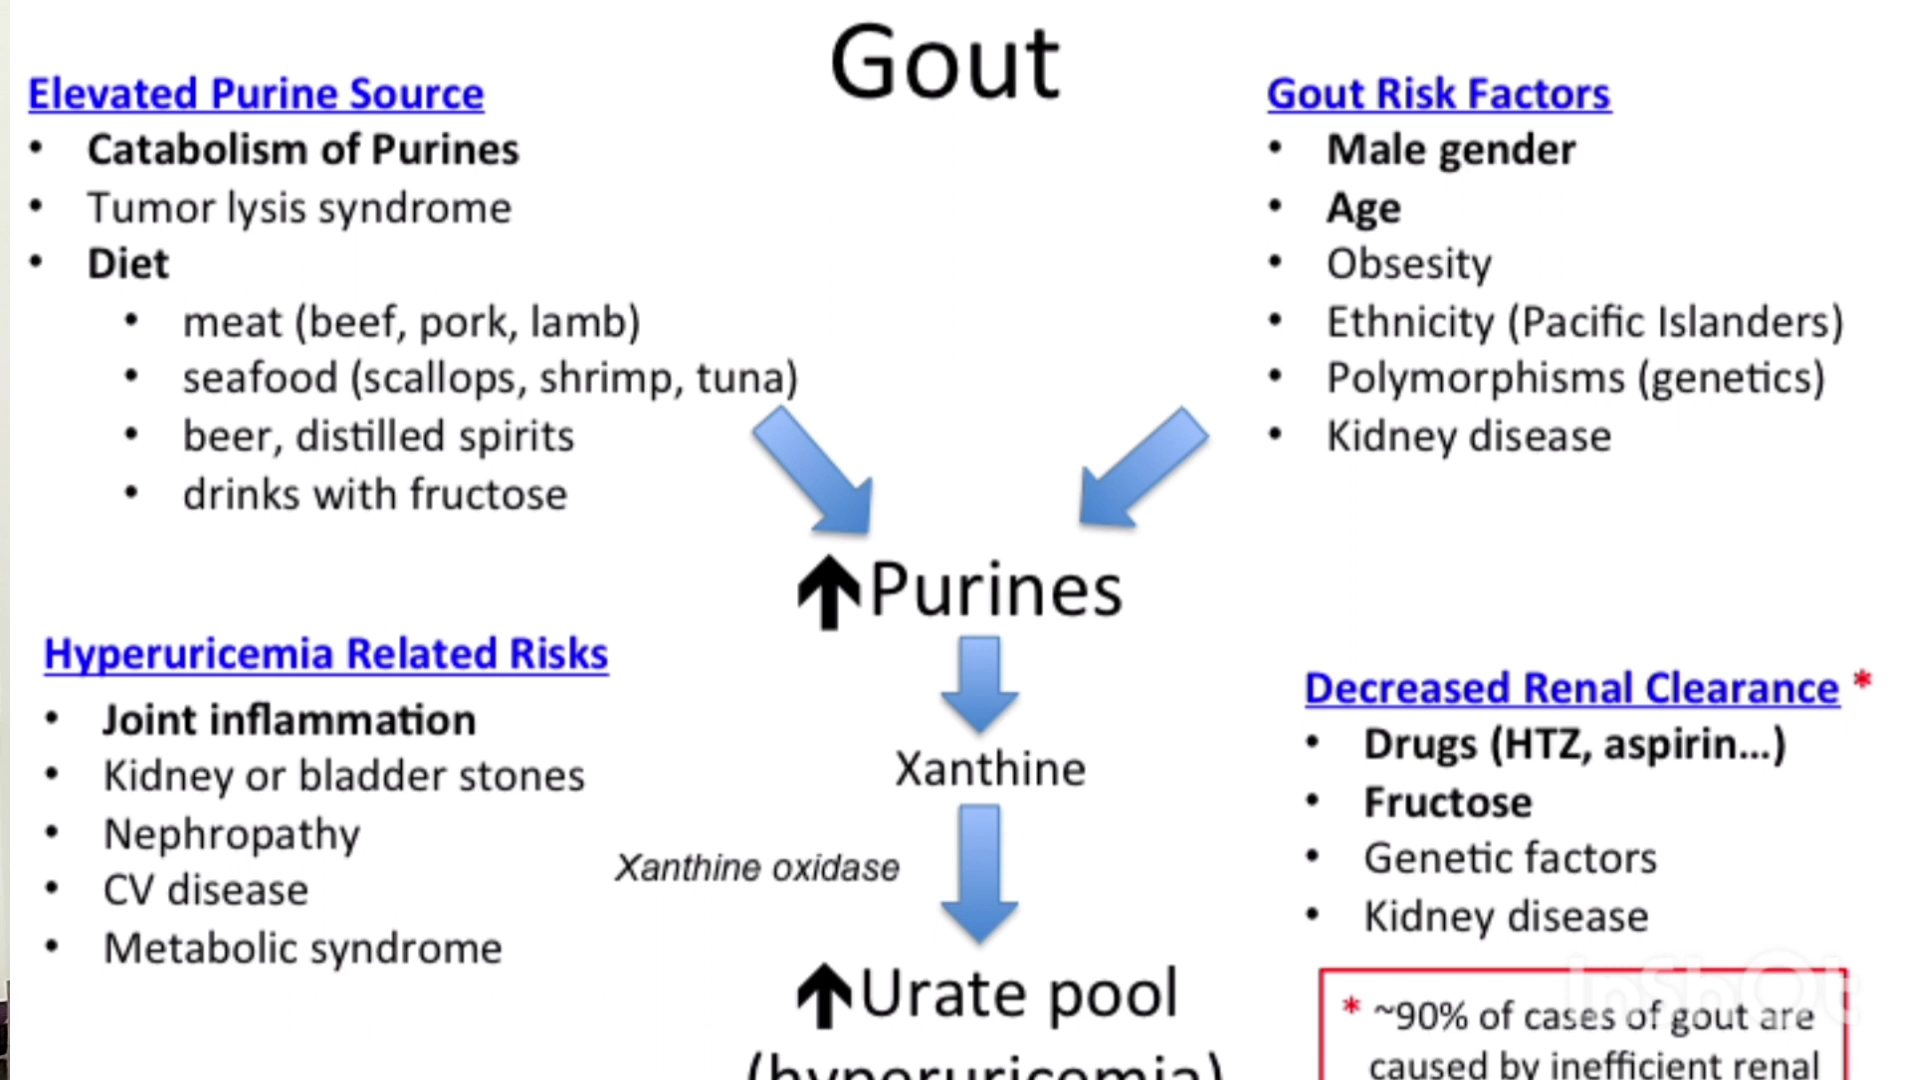 Gout
Elevated Purine Source
• Catabolism of Purines
• Tumor lysis syndrome
• Diet
• meat (beef, pork, lamb)
• seafood (scallops, shrimp, tuna)
• beer, distilled spirits
• drinks with fructose
Gout Risk Factors
• Male gender
• Age
• Obsesity
• Ethnicity (Pacific Islanders)
• Polymorphisms (genetics)
• Kidney disease
↑Purines
Xanthine
Xanthine oxidase
↑Urate pool
(hyperuricemia)
Hyperuricemia Related Risks
• Joint inflammation
• Kidney or bladder stones
• Nephropathy
• CV disease
• Metabolic syndrome
Decreased Renal Clearance *
• Drugs (HTZ, aspirin...)
• Fructose
• Genetic factors
• Kidney disease
* ~90% of cases of gout are
caused by inefficient renal
InShOt